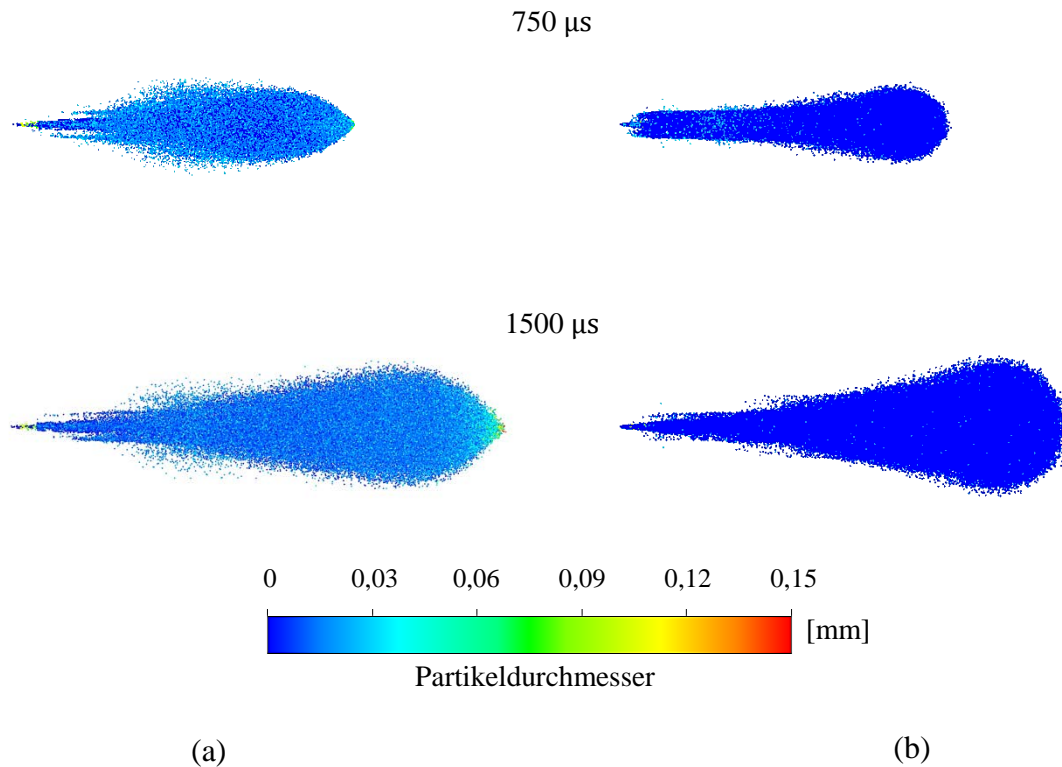 750 μs
1500 μs
0 0,03 0,06 0,09 0,12 0,15
[mm]
Partikeldurchmesser
(a) (b)